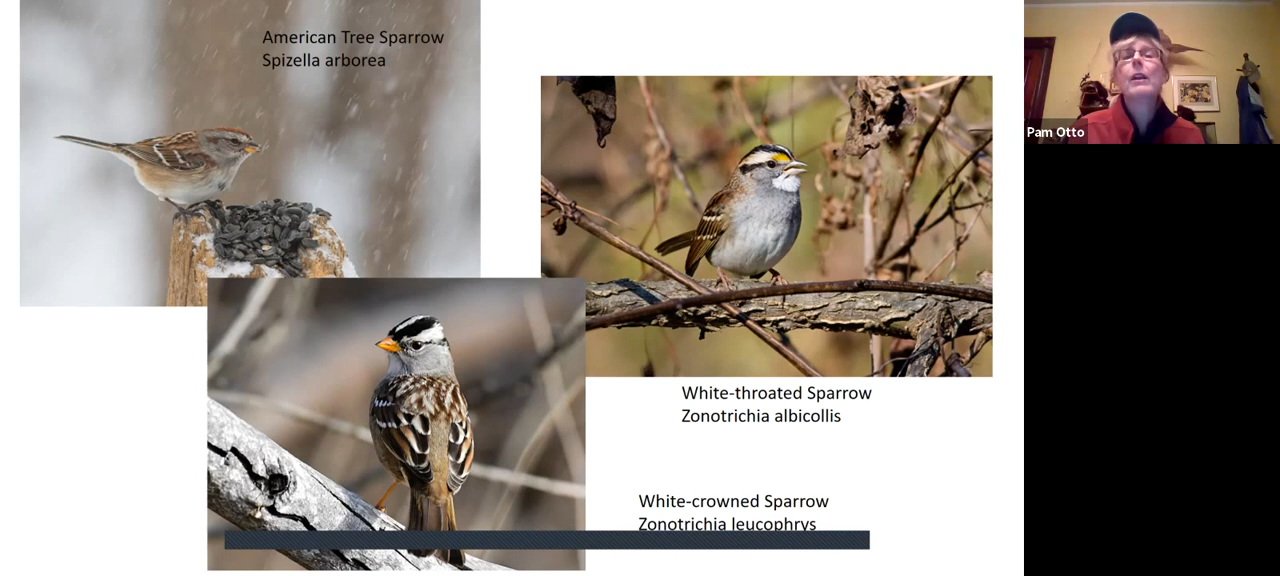 American Tree Sparrow
Spizella arborea
White-throated Sparrow
Zonotrichia albicollis
White-crowned Sparrow
Zonotrichia leucophrys
Pam Otto